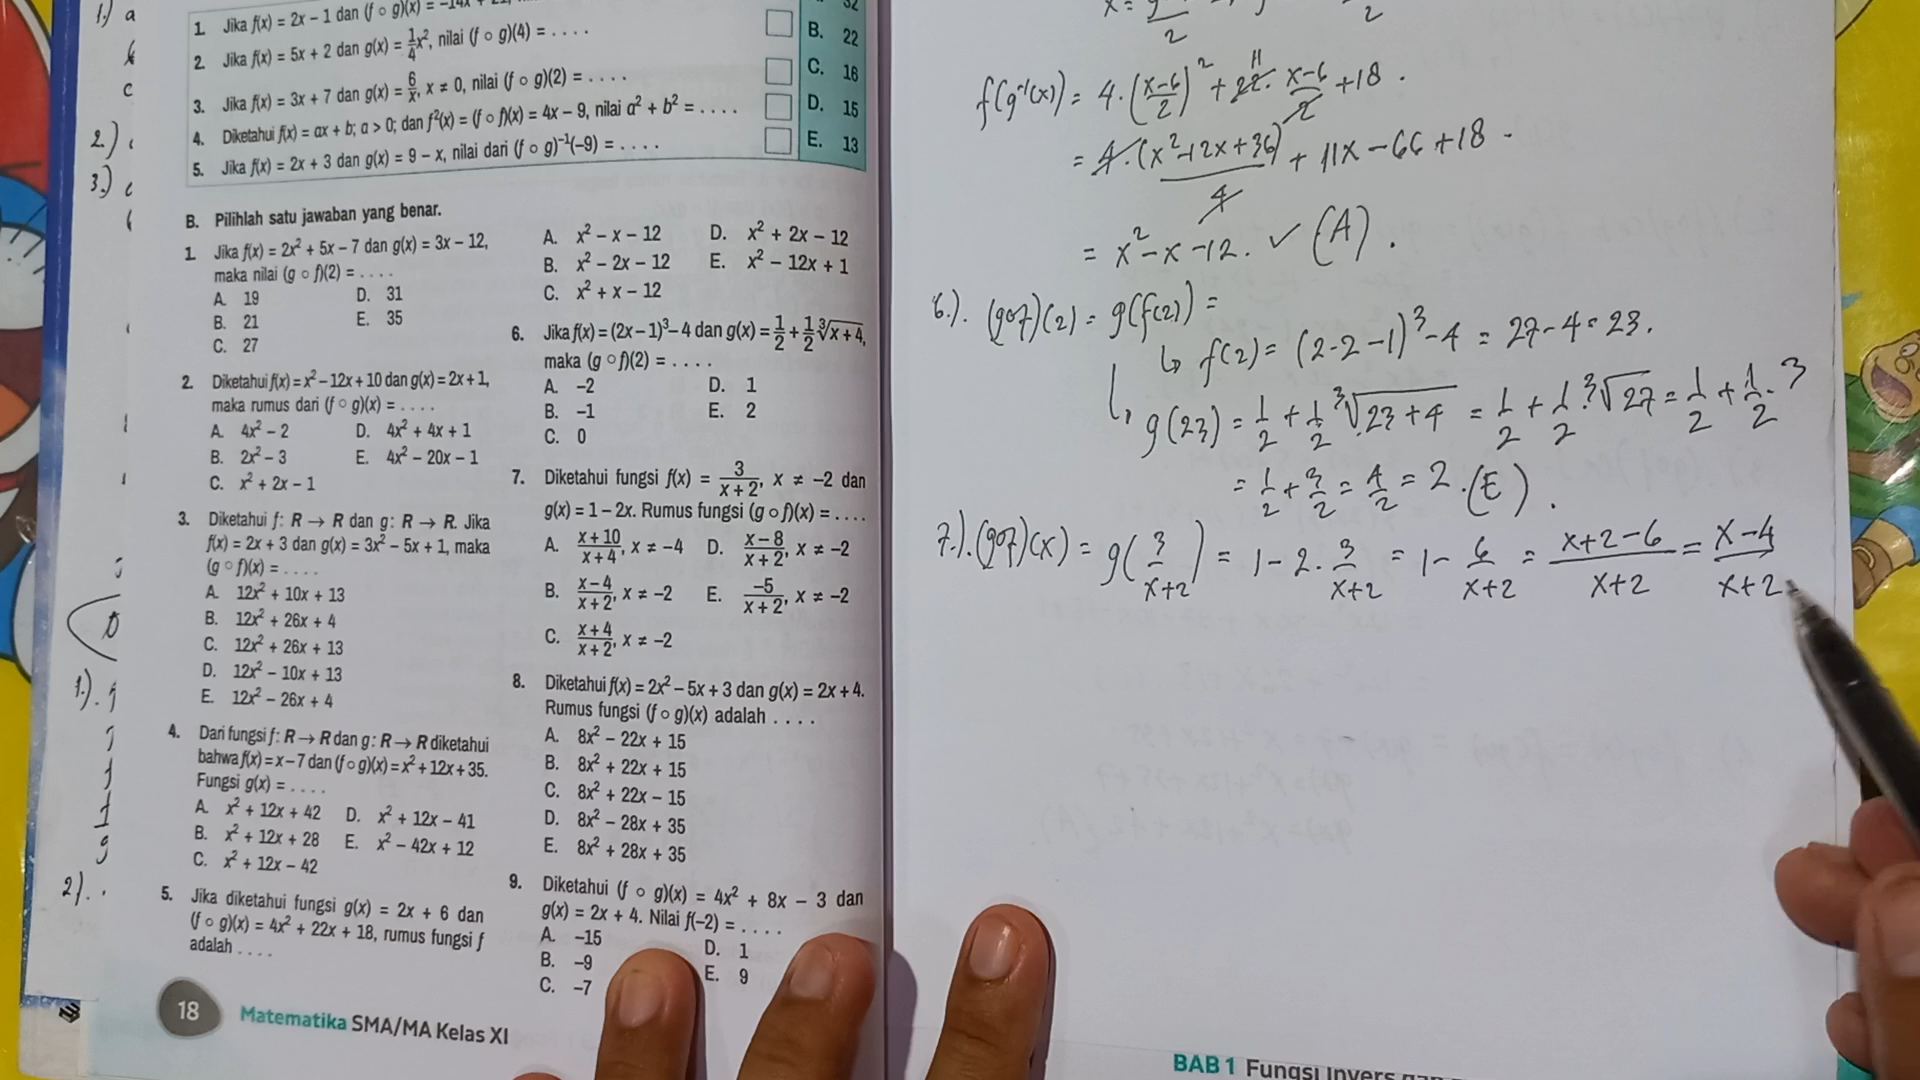 1. Jika f(x) = 2x − 1 dan (f ∘ g)(x) =
2. Jika f(x) = 5x + 2 dan g(x) = 1/4 x², nilai (f ∘ g)(4) = . . . .
3. Jika f(x) = 3x + 7 dan g(x) = 6/x, x ≠ 0, nilai (f ∘ g)(2) = . . . .
4. Diketahui f(x) = ax + b; a > 0; dan f²(x) = (f ∘ f)(x) = 4x − 9, nilai a² + b² = . . . .
5. Jika f(x) = 2x + 3 dan g(x) = 9 − x, nilai dari (f ∘ g)⁻¹(−9) = . . . .
32
B. 22
C. 16
D. 15
E. 13
B. Pilihlah satu jawaban yang benar.
1. Jika f(x) = 2x² + 5x − 7 dan g(x) = 3x − 12,
maka nilai (g ∘ f)(2) = . . . .
A. 19 D. 31
B. 21 E. 35
C. 27
2. Diketahui f(x) = x² − 12x + 10 dan g(x) = 2x + 1,
maka rumus dari (f ∘ g)(x) = . . . .
A. 4x² − 2 D. 4x² + 4x + 1
B. 2x² − 3 E. 4x² − 20x − 1
C. x² + 2x − 1
3. Diketahui f: R → R dan g: R → R. Jika
f(x) = 2x + 3 dan g(x) = 3x² − 5x + 1, maka
(g ∘ f)(x) = . . . .
A. 12x² + 10x + 13
B. 12x² + 26x + 4
C. 12x² + 26x + 13
D. 12x² − 10x + 13
E. 12x² − 26x + 4
4. Dari fungsi f : R → R dan g : R → R diketahui
bahwa f(x) = x − 7 dan (f ∘ g)(x) = x² + 12x + 35.
Fungsi g(x) = . . . .
A. x² + 12x + 42 D. x² + 12x − 41
B. x² + 12x + 28 E. x² − 42x + 12
C. x² + 12x − 42
5. Jika diketahui fungsi g(x) = 2x + 6 dan
(f ∘ g)(x) = 4x² + 22x + 18, rumus fungsi f
adalah . . . .
A. x² − x − 12 D. x² + 2x − 12
B. x² − 2x − 12 E. x² − 12x + 1
C. x² + x − 12
6. Jika f(x) = (2x − 1)³ − 4 dan g(x) = 1/2 + 1/2 ∛(x + 4),
maka (g ∘ f)(2) = . . . .
A. −2 D. 1
B. −1 E. 2
C. 0
7. Diketahui fungsi f(x) = 3/(x + 2), x ≠ −2 dan
g(x) = 1 − 2x. Rumus fungsi (g ∘ f)(x) = . . . .
A. (x + 10)/(x + 4), x ≠ −4 D. (x − 8)/(x + 2), x ≠ −2
B. (x − 4)/(x + 2), x ≠ −2 E. −5/(x + 2), x ≠ −2
C. (x + 4)/(x + 2), x ≠ −2
8. Diketahui f(x) = 2x² − 5x + 3 dan g(x) = 2x + 4.
Rumus fungsi (f ∘ g)(x) adalah . . . .
A. 8x² − 22x + 15
B. 8x² + 22x + 15
C. 8x² + 22x − 15
D. 8x² − 28x + 35
E. 8x² + 28x + 35
9. Diketahui (f ∘ g)(x) = 4x² + 8x − 3 dan
g(x) = 2x + 4. Nilai f(−2) = . . . .
A. −15 D. 1
B. −9 E. 9
C. −7
18 Matematika SMA/MA Kelas XI
f(g⁻¹(x)) = 4 · ((x−6)/2)² + 22 · (x−6)/2 + 18 .
11
= 4 · (x² − 12x + 36)/4 + 11x − 66 + 18 .
= x² − x − 12 . ✓ (A) .
6.). (gof)(2) = g(f(2)) =
↳ f(2) = (2·2 − 1)³ − 4 = 27 − 4 = 23 .
↳ g(23) = 1/2 + 1/2 ∛(23 + 4) = 1/2 + 1/2 · ∛27 = 1/2 + 1/2 · 3
= 1/2 + 3/2 = 4/2 = 2 . (E) .
7.). (gof)(x) = g(3/(x+2)) = 1 − 2 · 3/(x+2) = 1 − 6/(x+2) = (x+2−6)/(x+2) = (x−4)/(x+2)
BAB 1 Fungsi Invers